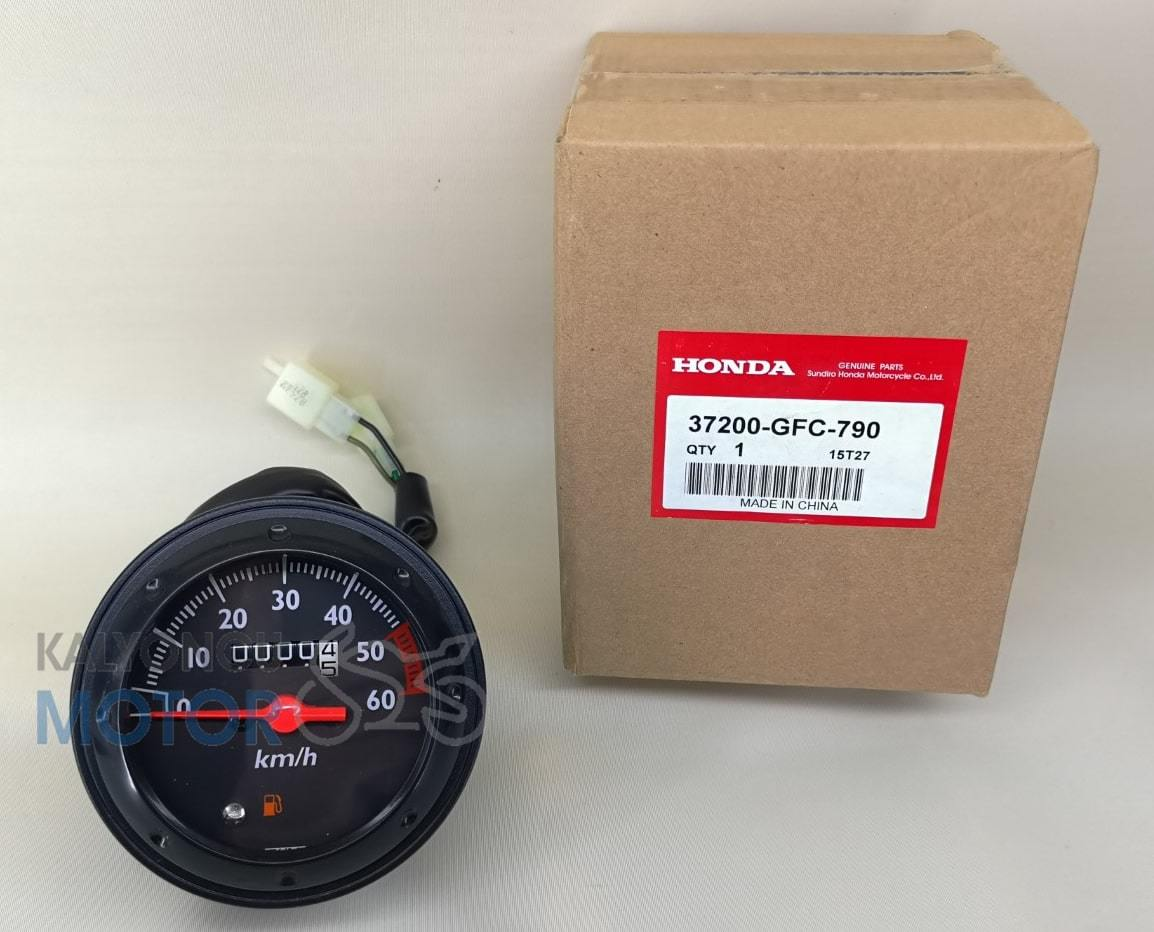 HONDA
GENUINE PARTS
Sundiro Honda Motorcycle Co.,Ltd.
37200-GFC-790
QTY 1 15T27
MADE IN CHINA
30
20 40
10 50
0 60
km/h
KALYONCU
MOTOR